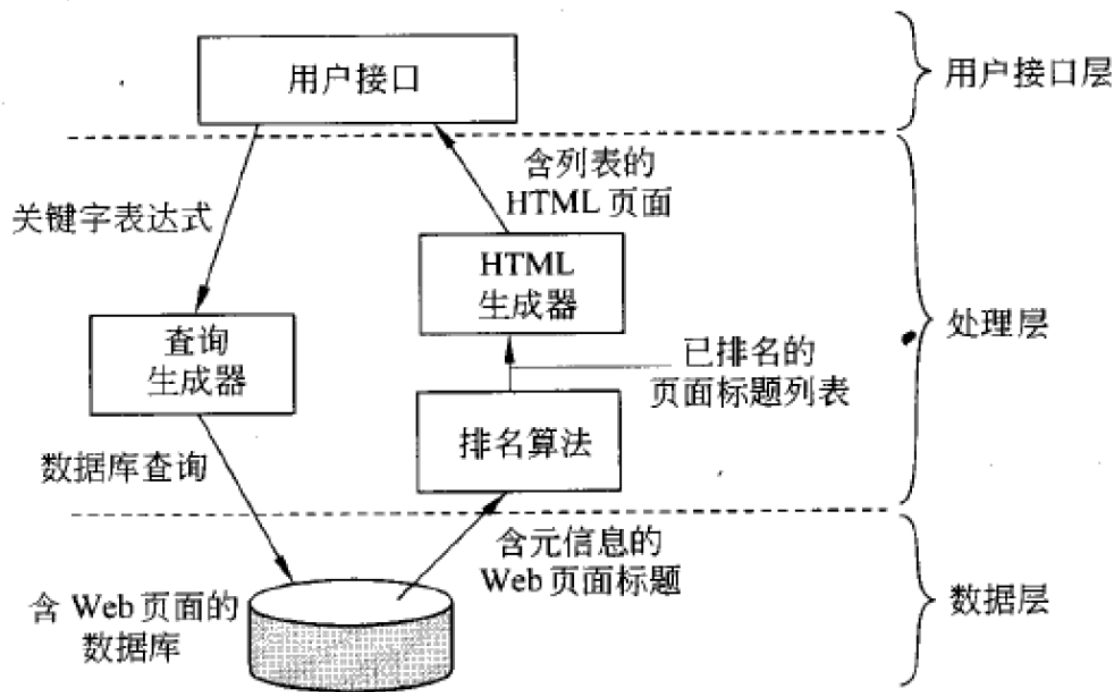 用户接口
用户接口层
含列表的
HTML 页面
关键字表达式
HTML
生成器
查询
生成器
已排名的
页面标题列表
处理层
排名算法
数据库查询
含元信息的
Web 页面标题
含 Web 页面的
数据库
数据层